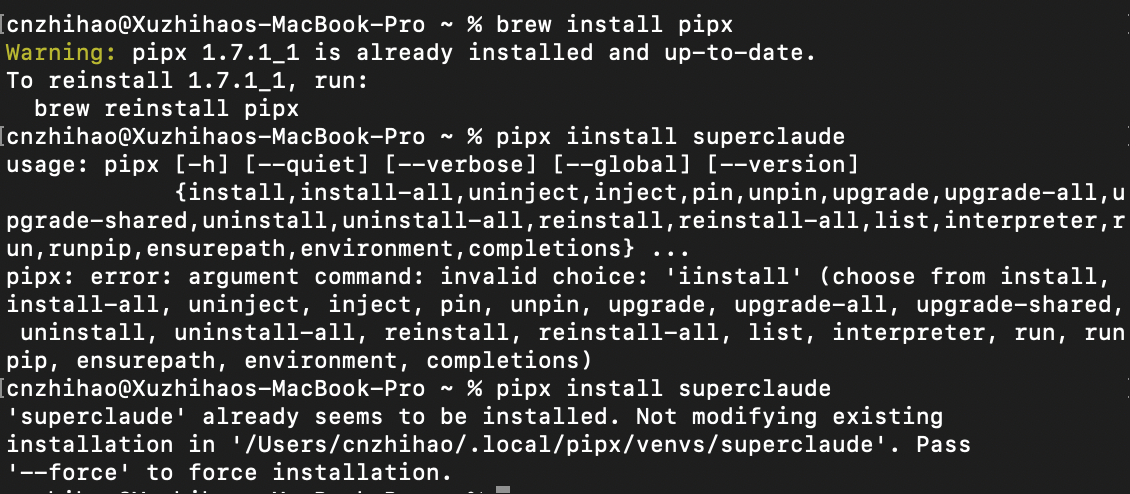 [cnzhihao@Xuzhihaos-MacBook-Pro ~ % brew install pipx
Warning: pipx 1.7.1_1 is already installed and up-to-date.
To reinstall 1.7.1_1, run:
  brew reinstall pipx
[cnzhihao@Xuzhihaos-MacBook-Pro ~ % pipx iinstall superclaude
usage: pipx [-h] [--quiet] [--verbose] [--global] [--version]
            {install,install-all,uninject,inject,pin,unpin,upgrade,upgrade-all,u
pgrade-shared,uninstall,uninstall-all,reinstall,reinstall-all,list,interpreter,r
un,runpip,ensurepath,environment,completions} ...
pipx: error: argument command: invalid choice: 'iinstall' (choose from install,
install-all, uninject, inject, pin, unpin, upgrade, upgrade-all, upgrade-shared,
 uninstall, uninstall-all, reinstall, reinstall-all, list, interpreter, run, run
pip, ensurepath, environment, completions)
[cnzhihao@Xuzhihaos-MacBook-Pro ~ % pipx install superclaude
'superclaude' already seems to be installed. Not modifying existing
installation in '/Users/cnzhihao/.local/pipx/venvs/superclaude'. Pass
'--force' to force installation.